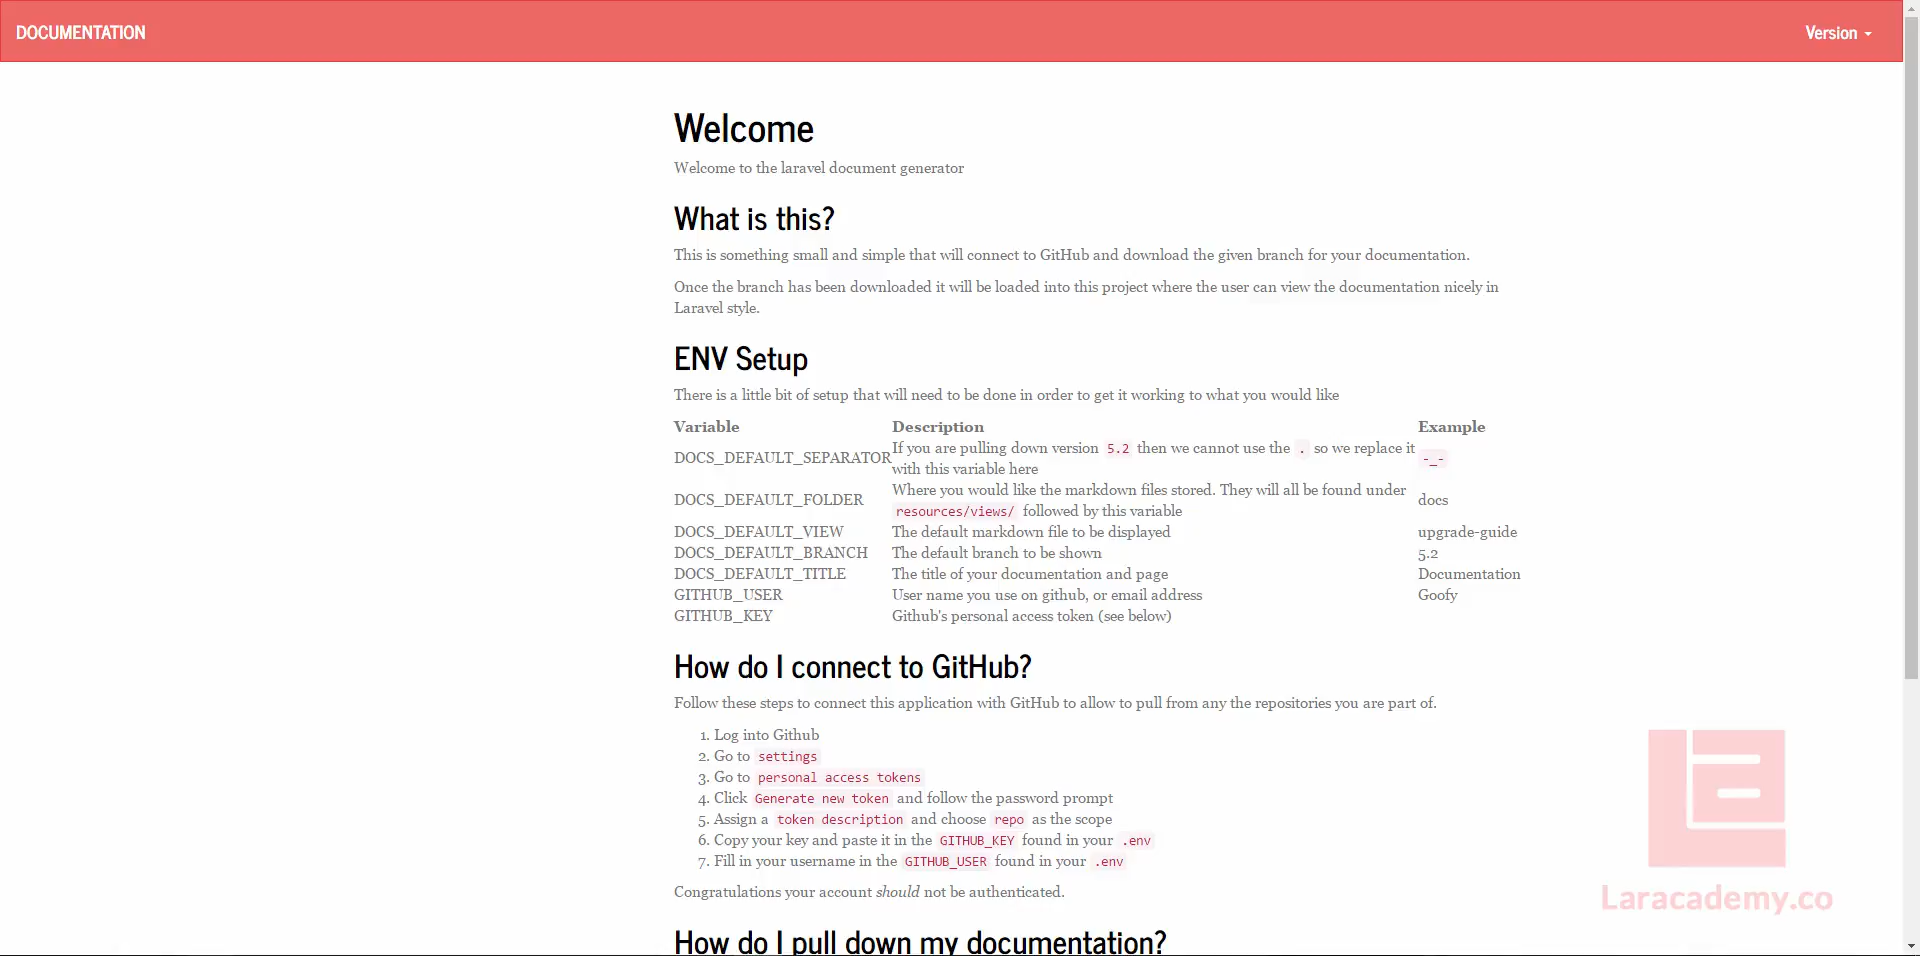 DOCUMENTATION
Version
Welcome
Welcome to the laravel document generator
What is this?
This is something small and simple that will connect to GitHub and download the given branch for your documentation.
Once the branch has been downloaded it will be loaded into this project where the user can view the documentation nicely in
Laravel style.
ENV Setup
There is a little bit of setup that will need to be done in order to get it working to what you would like
Variable Description Example
DOCS_DEFAULT_SEPARATOR If you are pulling down version 5.2 then we cannot use the . so we replace it
with this variable here -_-
DOCS_DEFAULT_FOLDER Where you would like the markdown files stored. They will all be found under
resources/views/ followed by this variable docs
DOCS_DEFAULT_VIEW The default markdown file to be displayed upgrade-guide
DOCS_DEFAULT_BRANCH The default branch to be shown 5.2
DOCS_DEFAULT_TITLE The title of your documentation and page Documentation
GITHUB_USER User name you use on github, or email address Goofy
GITHUB_KEY Github's personal access token (see below)
How do I connect to GitHub?
Follow these steps to connect this application with GitHub to allow to pull from any the repositories you are part of.
1. Log into Github
2. Go to settings
3. Go to personal access tokens
4. Click Generate new token and follow the password prompt
5. Assign a token description and choose repo as the scope
6. Copy your key and paste it in the GITHUB_KEY found in your .env
7. Fill in your username in the GITHUB_USER found in your .env
Congratulations your account should not be authenticated.
How do I pull down my documentation?
Laracademy.co